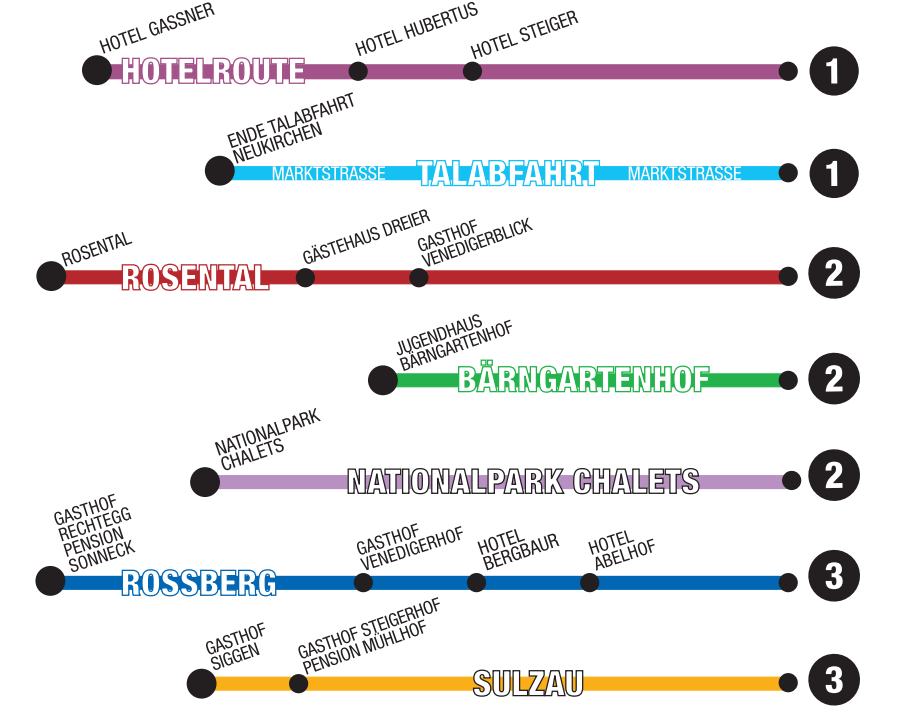 HOTEL GASSNER
HOTEL HUBERTUS
HOTEL STEIGER
HOTELROUTE
1
ENDE TALABFAHRT
NEUKIRCHEN
MARKTSTRASSE
TALABFAHRT
MARKTSTRASSE
1
ROSENTAL
GÄSTEHAUS DREIER
GASTHOF
VENEDIGERBLICK
ROSENTAL
2
JUGENDHAUS
BÄRNGARTENHOF
BÄRNGARTENHOF
2
NATIONALPARK
CHALETS
NATIONALPARK CHALETS
2
GASTHOF
RECHTEGG
PENSION
SONNECK
GASTHOF
VENEDIGERHOF
HOTEL
BERGBAUR
HOTEL
ABELHOF
ROSSBERG
3
GASTHOF
SIGGEN
GASTHOF STEIGERHOF
PENSION MÜHLHOF
SULZAU
3